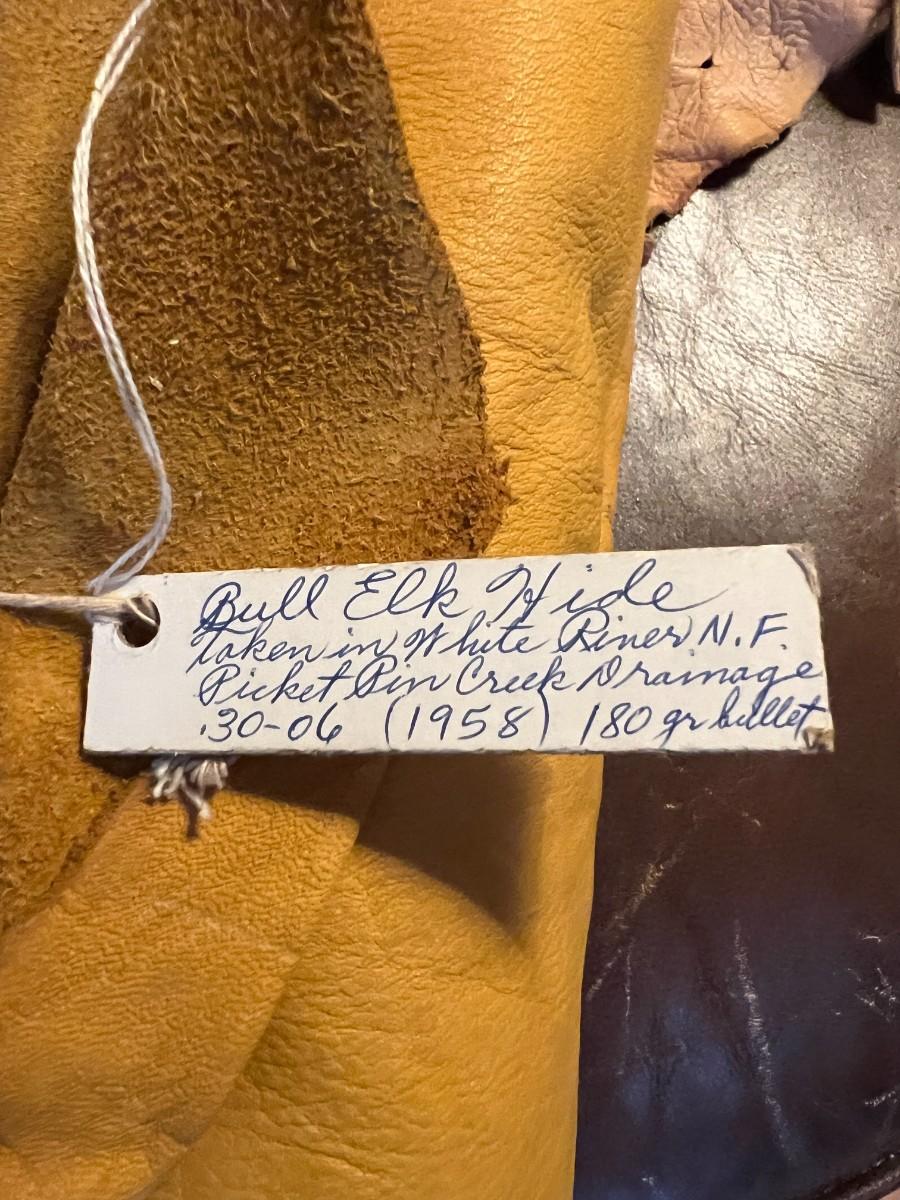 Bull Elk Hide
Taken in White River N.F.
Picket Pin Creek Drainage
.30-06 (1958) 180 gr bullet